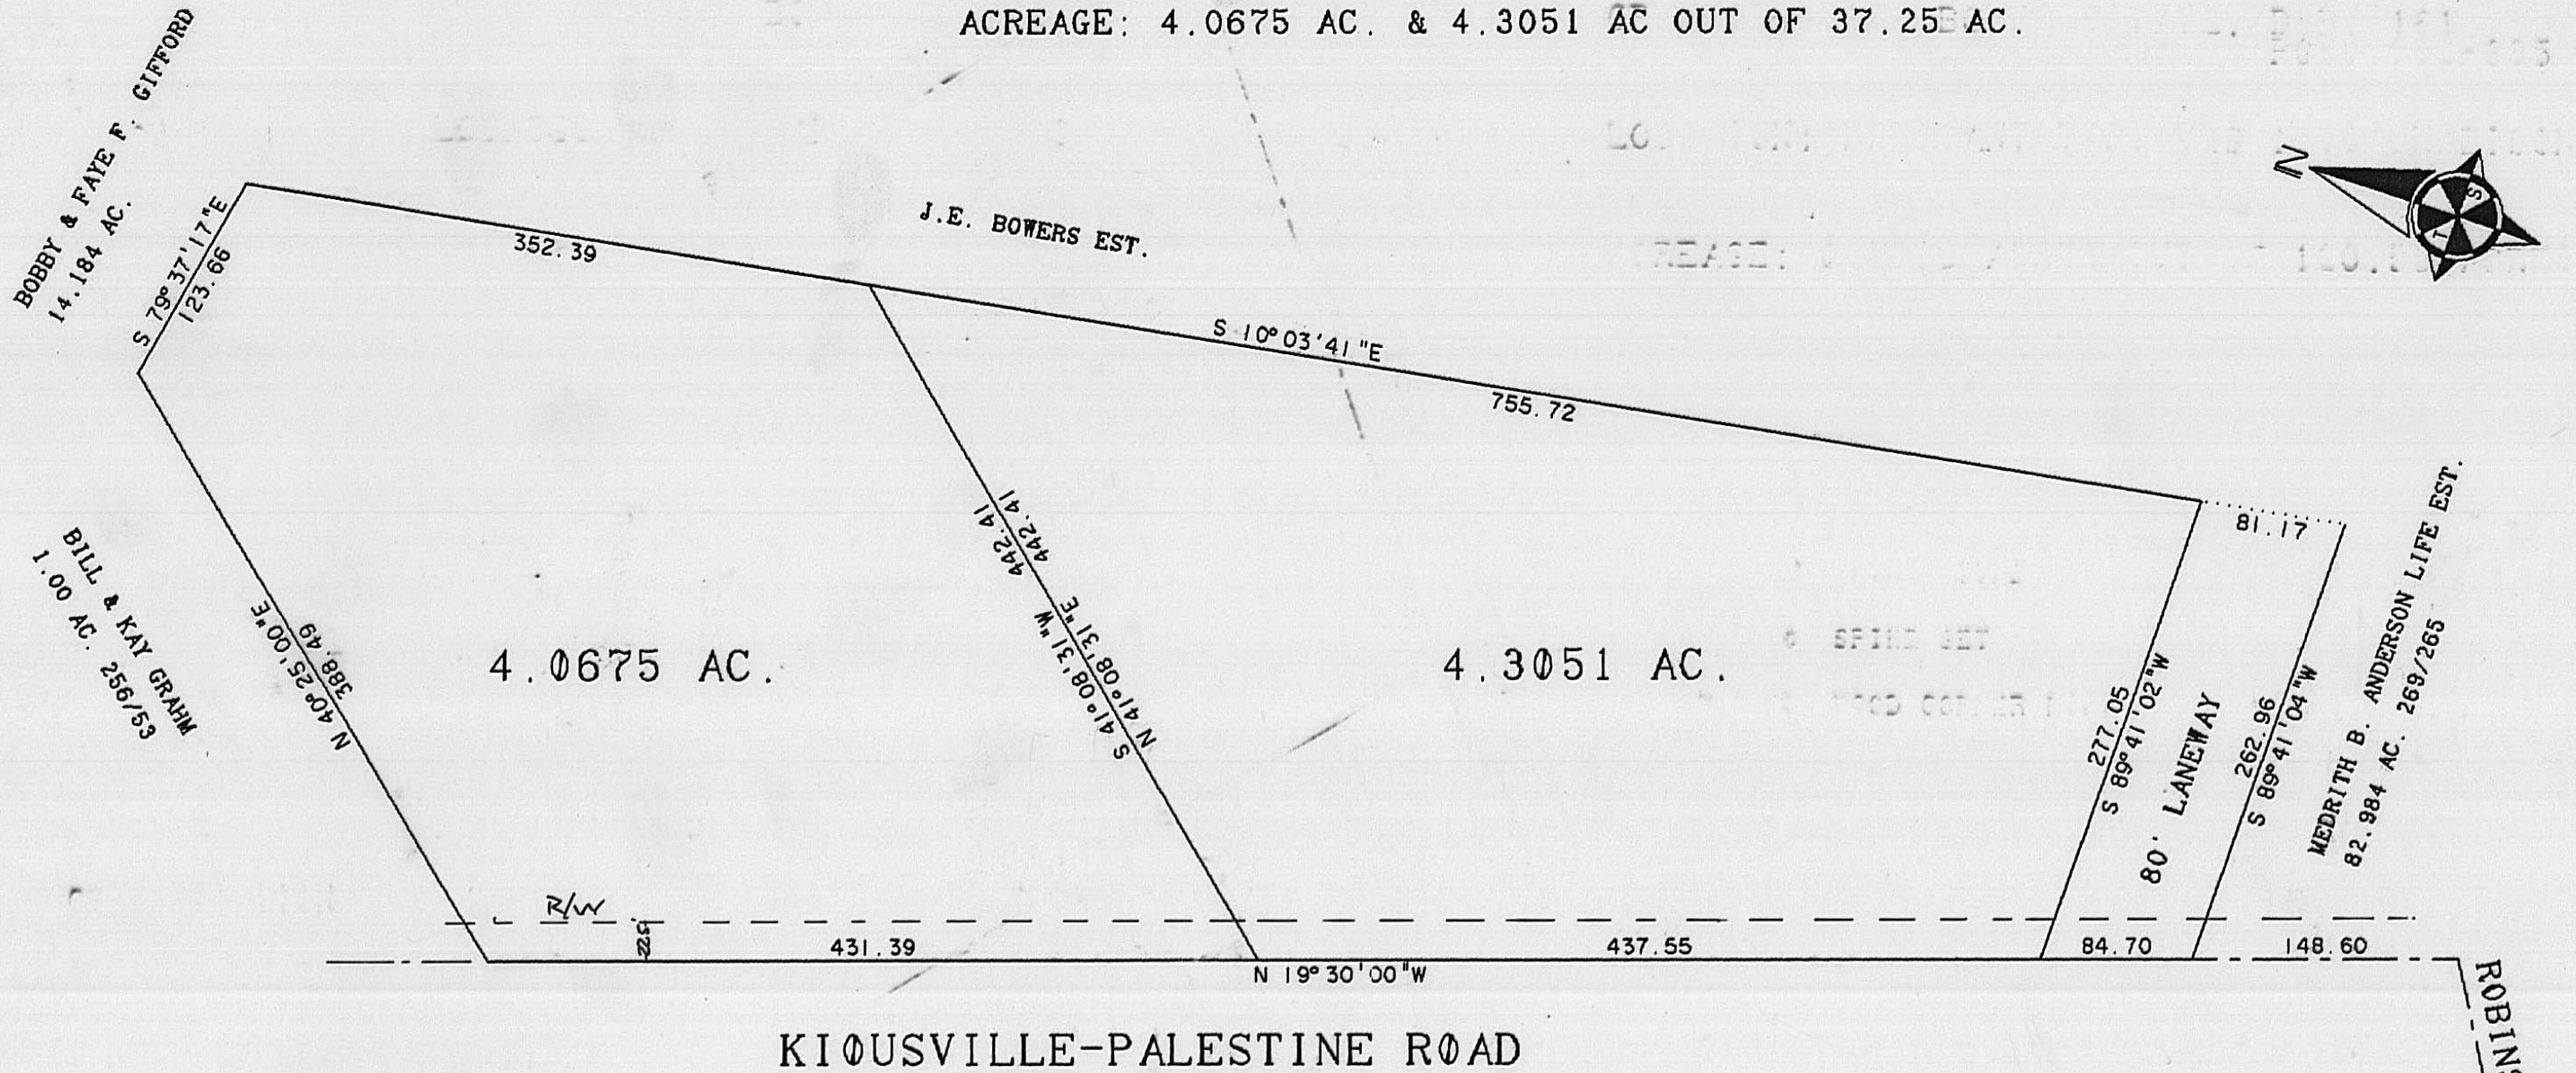 ACREAGE: 4.0675 AC. & 4.3051 AC OUT OF 37.25 AC.
BOBBY & FAYE F. GIFFORD
14.184 AC.
S 79°37'17"E
123.66
352.39
J.E. BOWERS EST.
S 10°03'41"E
755.72
N
S
T
81.17
BILL & KAY GRAHM
1.00 AC. 256/53
N 40°25'00"E
388.49
4.0675 AC.
442.41
442.41
S 41°08'31"W
N 41°08'31"E
4.3051 AC.
277.05
S 89°41'02"W
80' LANEWAY
262.96
S 89°41'04"W
MEDRITH B. ANDERSON LIFE EST.
82.984 AC. 269/265
R/W
431.39
437.55
84.70
148.60
N 19°30'00"W
KIOUSVILLE-PALESTINE ROAD
ROBINS